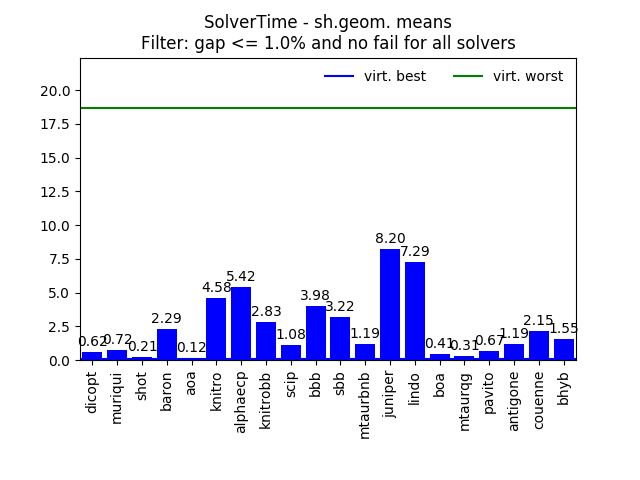 SolverTime - sh.geom. means
Filter: gap <= 1.0% and no fail for all solvers
virt. best
virt. worst
20.0
17.5
15.0
12.5
10.0
7.5
5.0
2.5
0.0
0.62
0.72
0.21
2.29
0.12
4.58
5.42
2.83
1.08
3.98
3.22
1.19
8.20
7.29
0.41
0.31
0.67
1.19
2.15
1.55
dicopt
muriqui
shot
baron
aoa
knitro
alphaecp
knitrobb
scip
bbb
sbb
mtaurbnb
juniper
lindo
boa
mtaurqg
pavito
antigone
couenne
bhyb